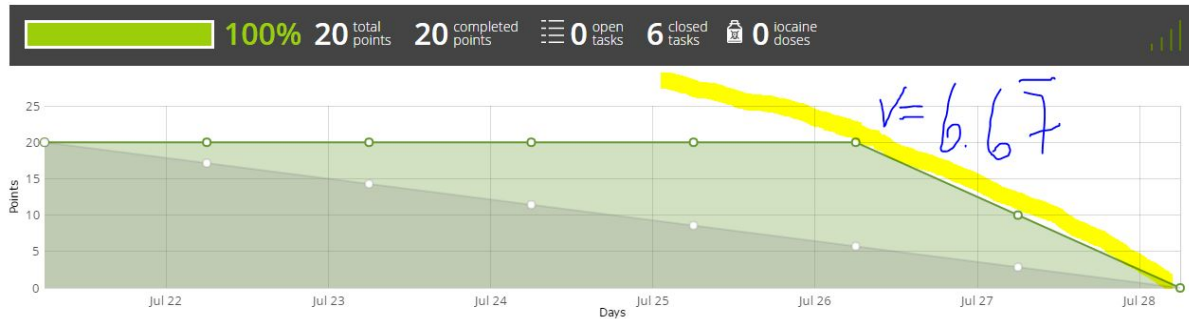 100% 20 total points 20 completed points 0 open tasks 6 closed tasks 0 iocaine doses
v= 6.67
25
20
15
10
5
0
Points
Jul 22 Jul 23 Jul 24 Jul 25 Jul 26 Jul 27 Jul 28
Days